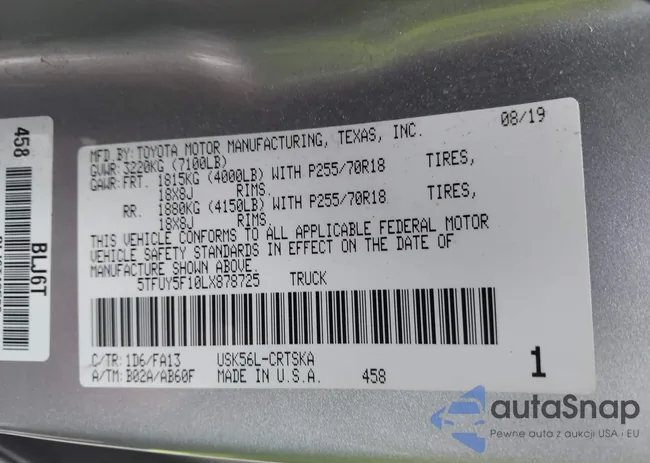 MFD.BY:TOYOTA MOTOR MANUFACTURING, TEXAS, INC. 08/19
GVWR:3220KG (7100LB)
GAWR:FRT. 1815KG (4000LB) WITH P255/70R18 TIRES,
18X8J RIMS.
RR. 1880KG (4150LB) WITH P255/70R18 TIRES,
18X8J RIMS.
THIS VEHICLE CONFORMS TO ALL APPLICABLE FEDERAL MOTOR
VEHICLE SAFETY STANDARDS IN EFFECT ON THE DATE OF
MANUFACTURE SHOWN ABOVE.
5TFUY5F10LX878725 TRUCK
C/TR: 1D6/FA13 USK56L-CRTSKA
A/TM: B02A/AB60F MADE IN U.S.A. 458 1
458
BLJ6T
autaSnap
Pewne auta z aukcji USA i EU